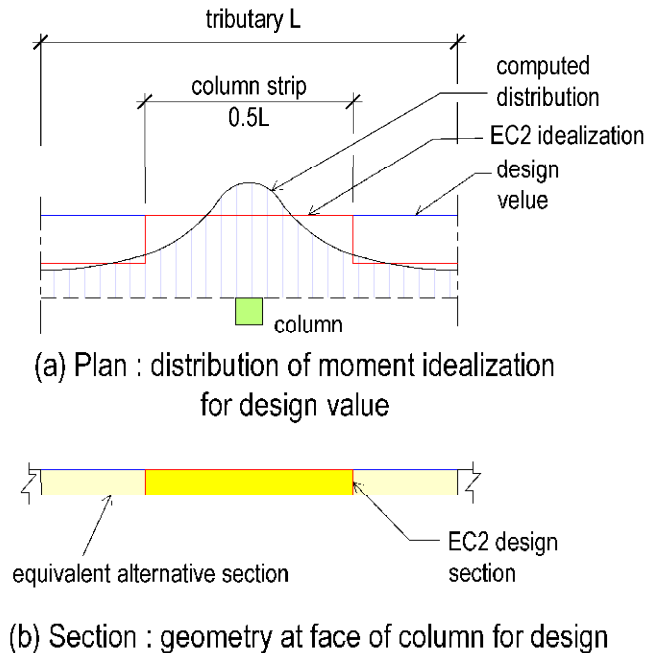 tributary L
column strip
0.5L
computed
distribution
EC2 idealization
design
velue
column
(a) Plan : distribution of moment idealization
for design value
equivalent alternative section
EC2 design
section
(b) Section : geometry at face of column for design